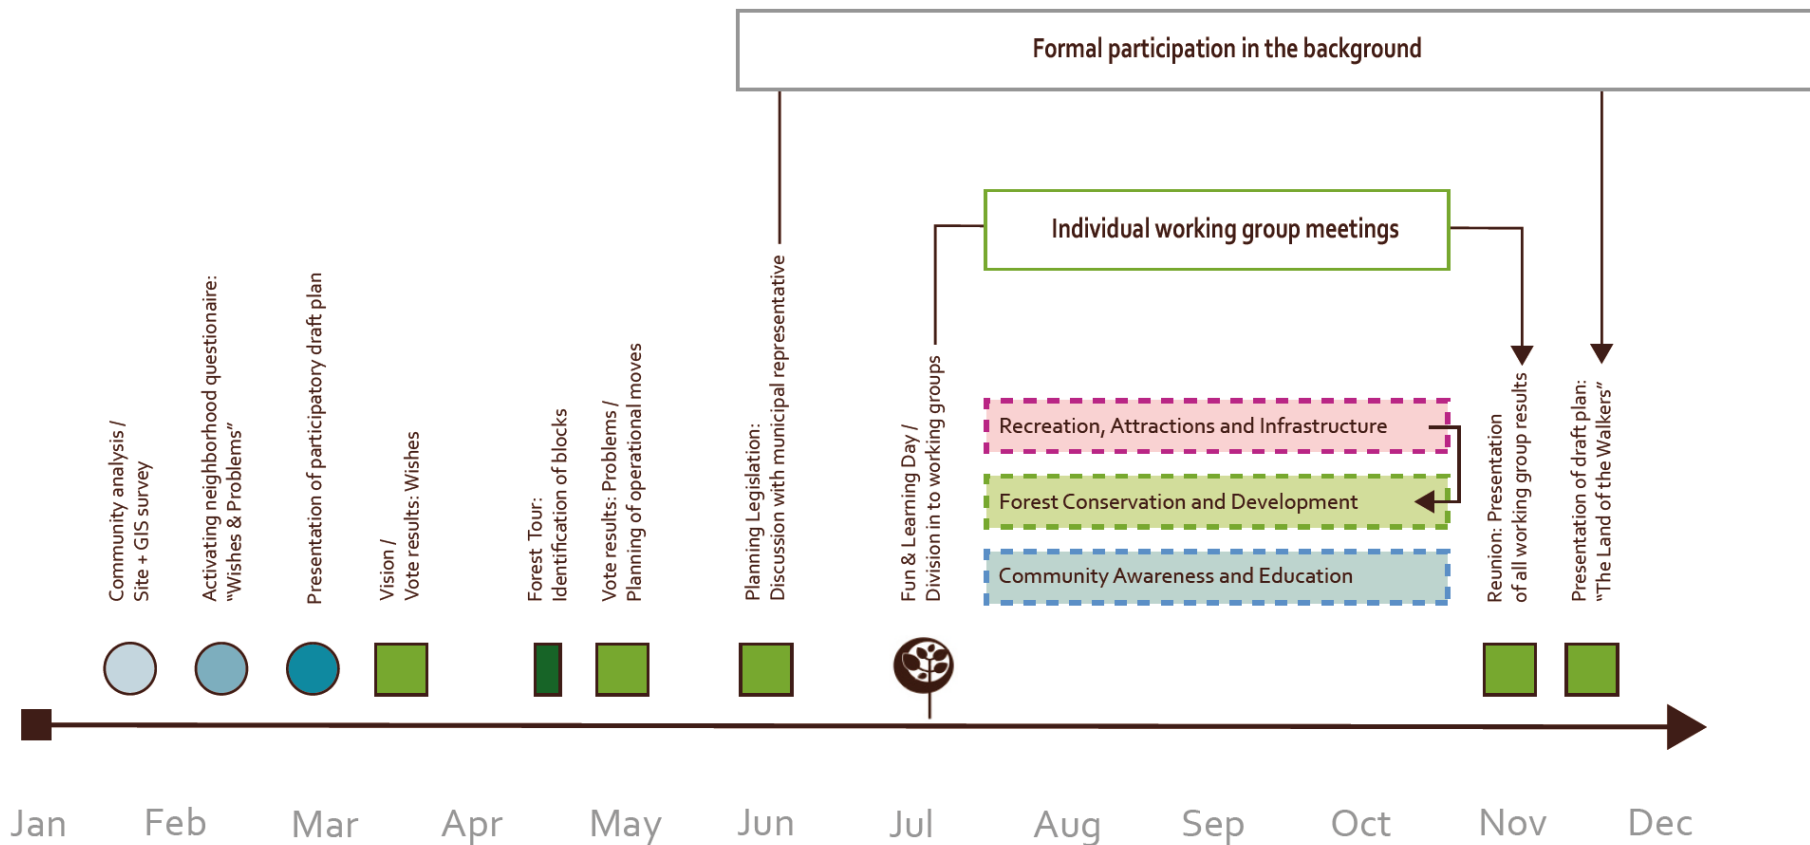 Formal participation in the background
Individual working group meetings
Community analysis /
Site + GIS survey
Activating neighborhood questionaire:
“Wishes & Problems”
Presentation of participatory draft plan
Vision /
Vote results: Wishes
Forest Tour:
Identification of blocks
Vote results: Problems /
Planning of operational moves
Planning Legislation:
Discussion with municipal representative
Fun & Learning Day /
Division in to working groups
Recreation, Attractions and Infrastructure
Forest Conservation and Development
Community Awareness and Education
Reunion: Presentation
of all working group results
Presentation of draft plan:
“The Land of the Walkers”
Jan Feb Mar Apr May Jun Jul Aug Sep Oct Nov Dec